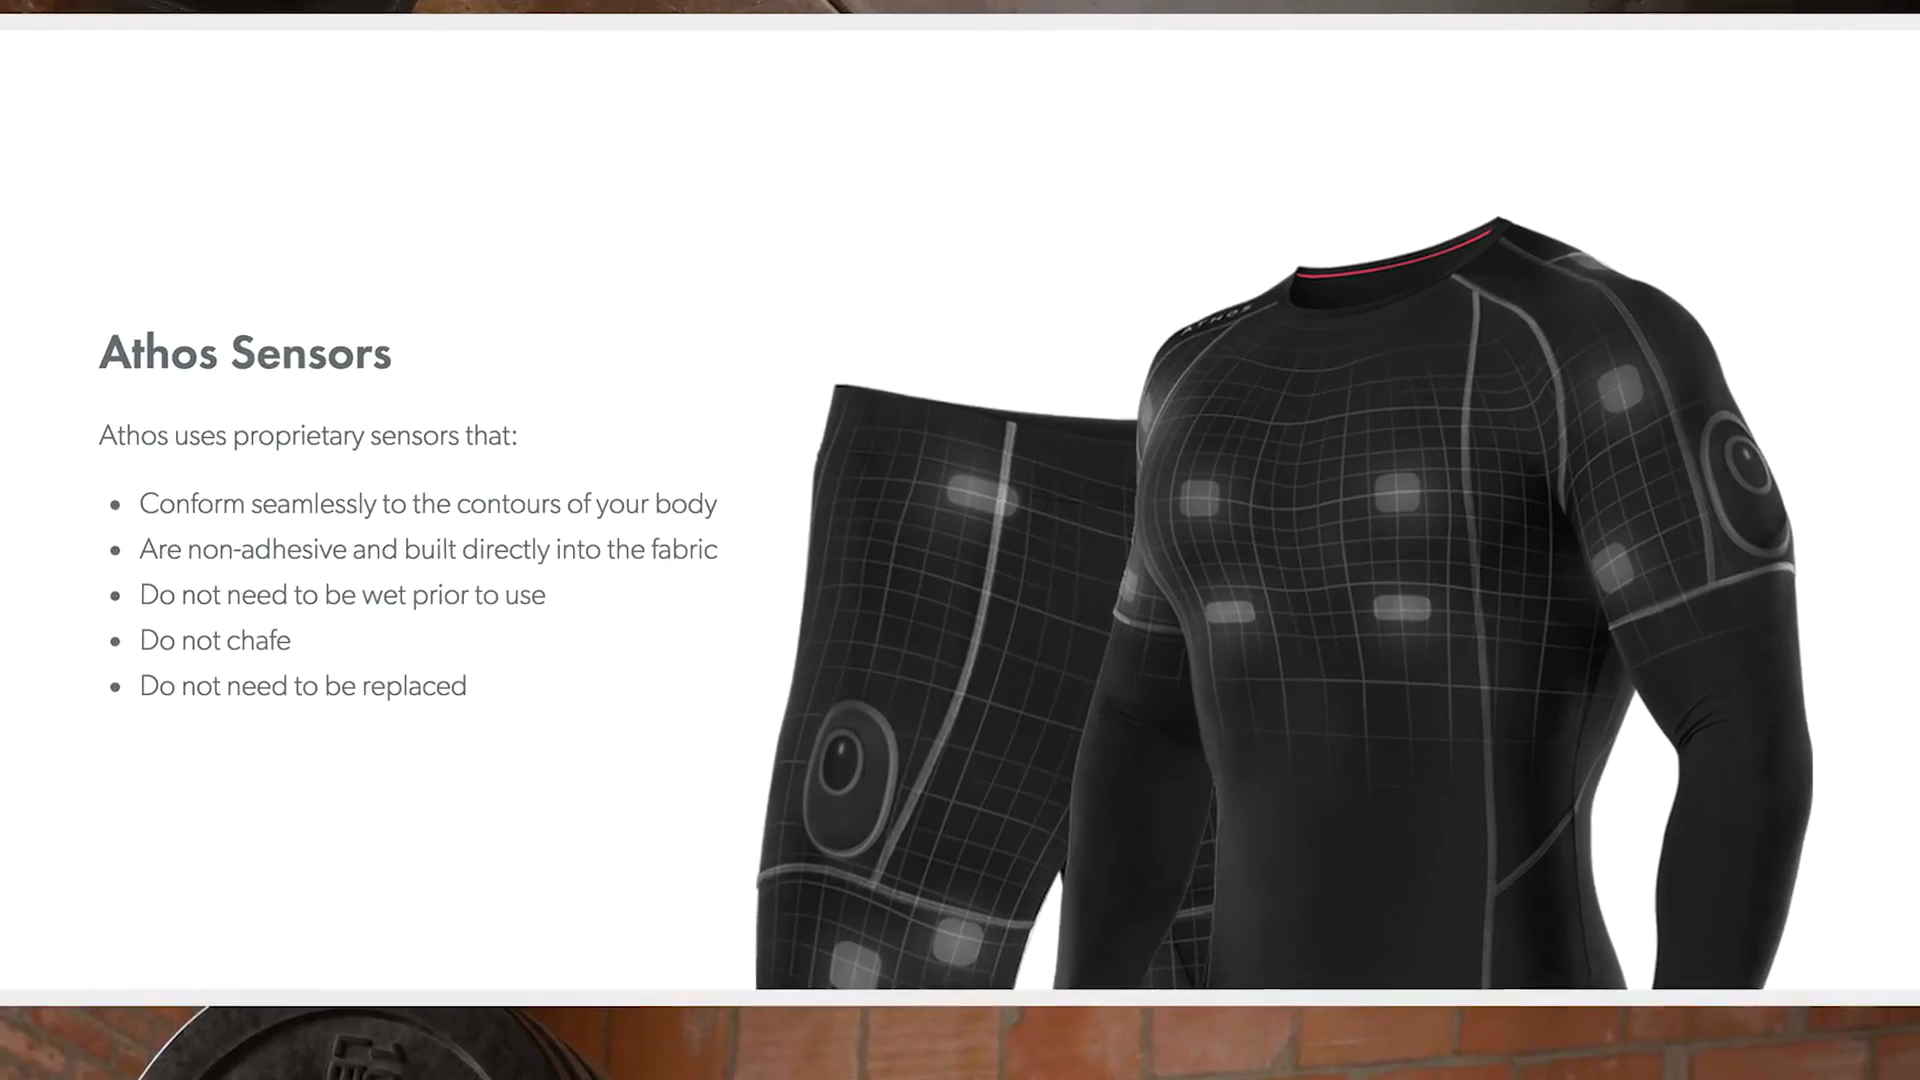 ATHOS
Athos Sensors
Athos uses proprietary sensors that:
Conform seamlessly to the contours of your body
Are non-adhesive and built directly into the fabric
Do not need to be wet prior to use
Do not chafe
Do not need to be replaced